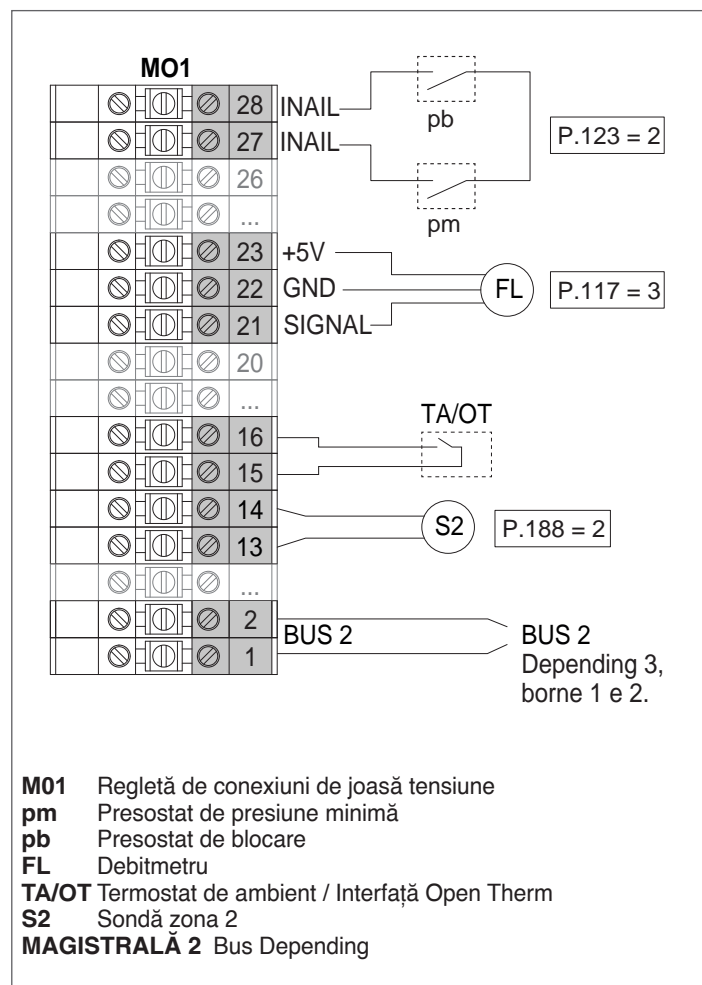 MO1
28 INAIL
pb
27 INAIL
P.123 = 2
26
pm
...
23 +5V
22 GND
FL
P.117 = 3
21 SIGNAL
20
...
TA/OT
16
15
14
S2
P.188 = 2
13
...
2
BUS 2
1
BUS 2
Depending 3,
borne 1 e 2.
M01 Regletă de conexiuni de joasă tensiune
pm Presostat de presiune minimă
pb Presostat de blocare
FL Debitmetru
TA/OT Termostat de ambient / Interfață Open Therm
S2 Sondă zona 2
MAGISTRALĂ 2 Bus Depending